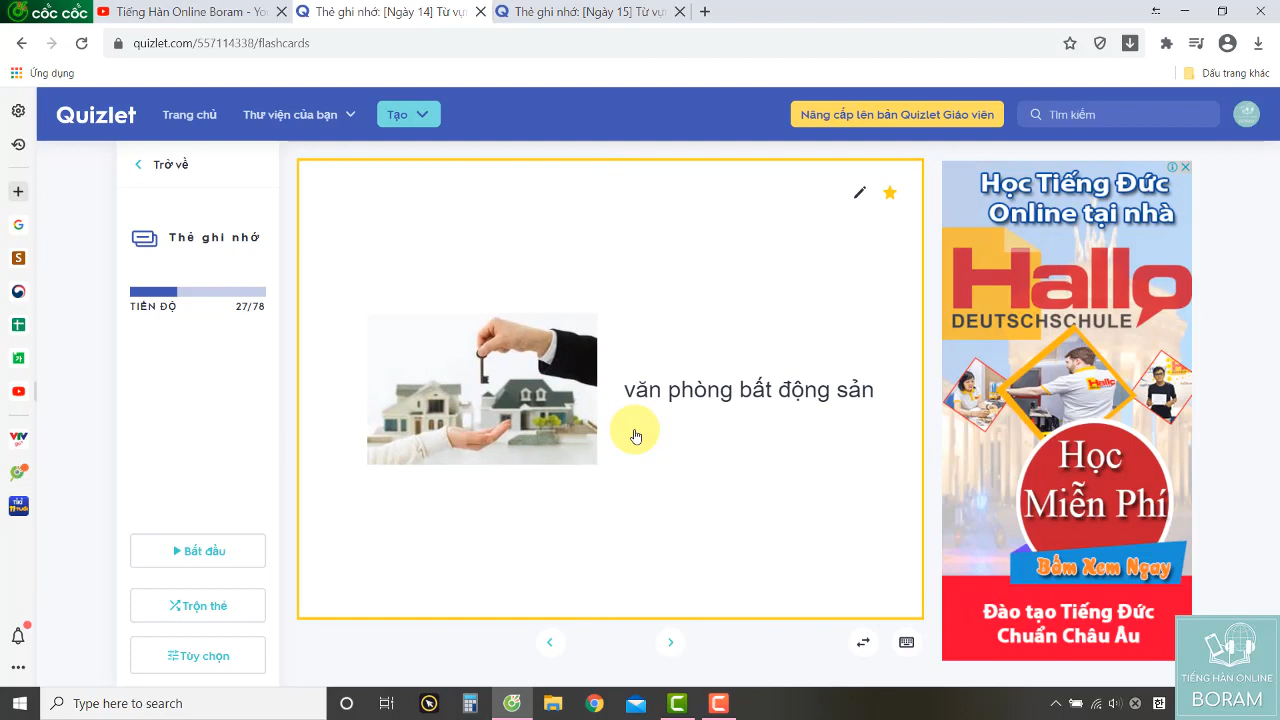 cốc cốc
Tiếng Hàn Online Boram - Yo
Thẻ ghi nhớ: [Ngày 14] Từ vự
Thẻ ghi nhớ: [Ngày 15] Từ vự
quizlet.com/557114338/flashcards
Ứng dụng
Dấu trang khác
Quizlet
Trang chủ
Thư viện của bạn
Tạo
Nâng cấp lên bản Quizlet Giáo viên
Tìm kiếm
Trở về
Thẻ ghi nhớ
TIẾN ĐỘ
27/78
văn phòng bất động sản
Bắt đầu
Trộn thẻ
Tùy chọn
Học Tiếng Đức
Online tại nhà
Hallo
DEUTSCHSCHULE
Học
Miễn Phí
Bấm Xem Ngay
Đào tạo Tiếng Đức
Chuẩn Châu Âu
TIẾNG HÀN ONLINE
BORAM
Type here to search